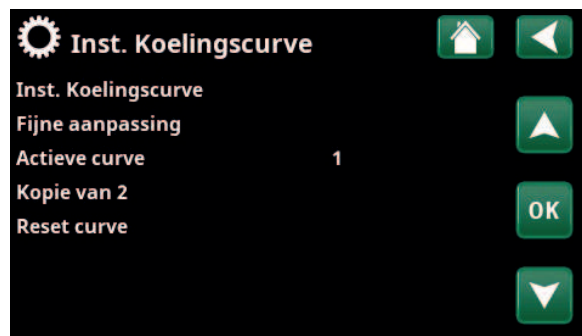 Inst. Koelingscurve
Inst. Koelingscurve
Fijne aanpassing
Actieve curve 1
Kopie van 2
Reset curve
OK